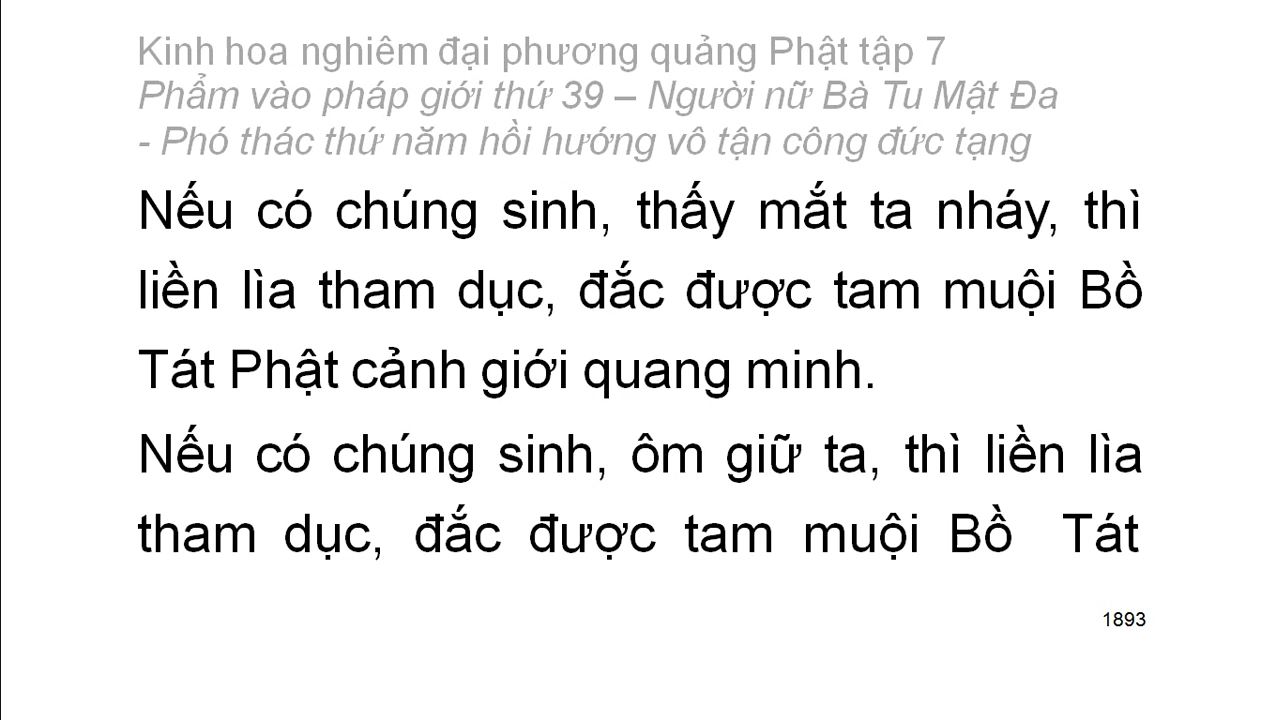 Kinh hoa nghiêm đại phương quảng Phật tập 7
Phẩm vào pháp giới thứ 39 – Người nữ Bà Tu Mật Đa
- Phó thác thứ năm hồi hướng vô tận công đức tạng
Nếu có chúng sinh, thấy mắt ta nháy, thì
liền lìa tham dục, đắc được tam muội Bồ
Tát Phật cảnh giới quang minh.
Nếu có chúng sinh, ôm giữ ta, thì liền lìa
tham dục, đắc được tam muội Bồ Tát
1893